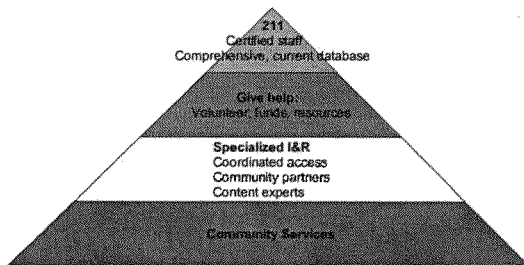 211
Certified staff
Comprehensive, current database
Give help:
Volunteer, funds, resources
Specialized I&R
Coordinated access
Community partners
Content experts
Community Services